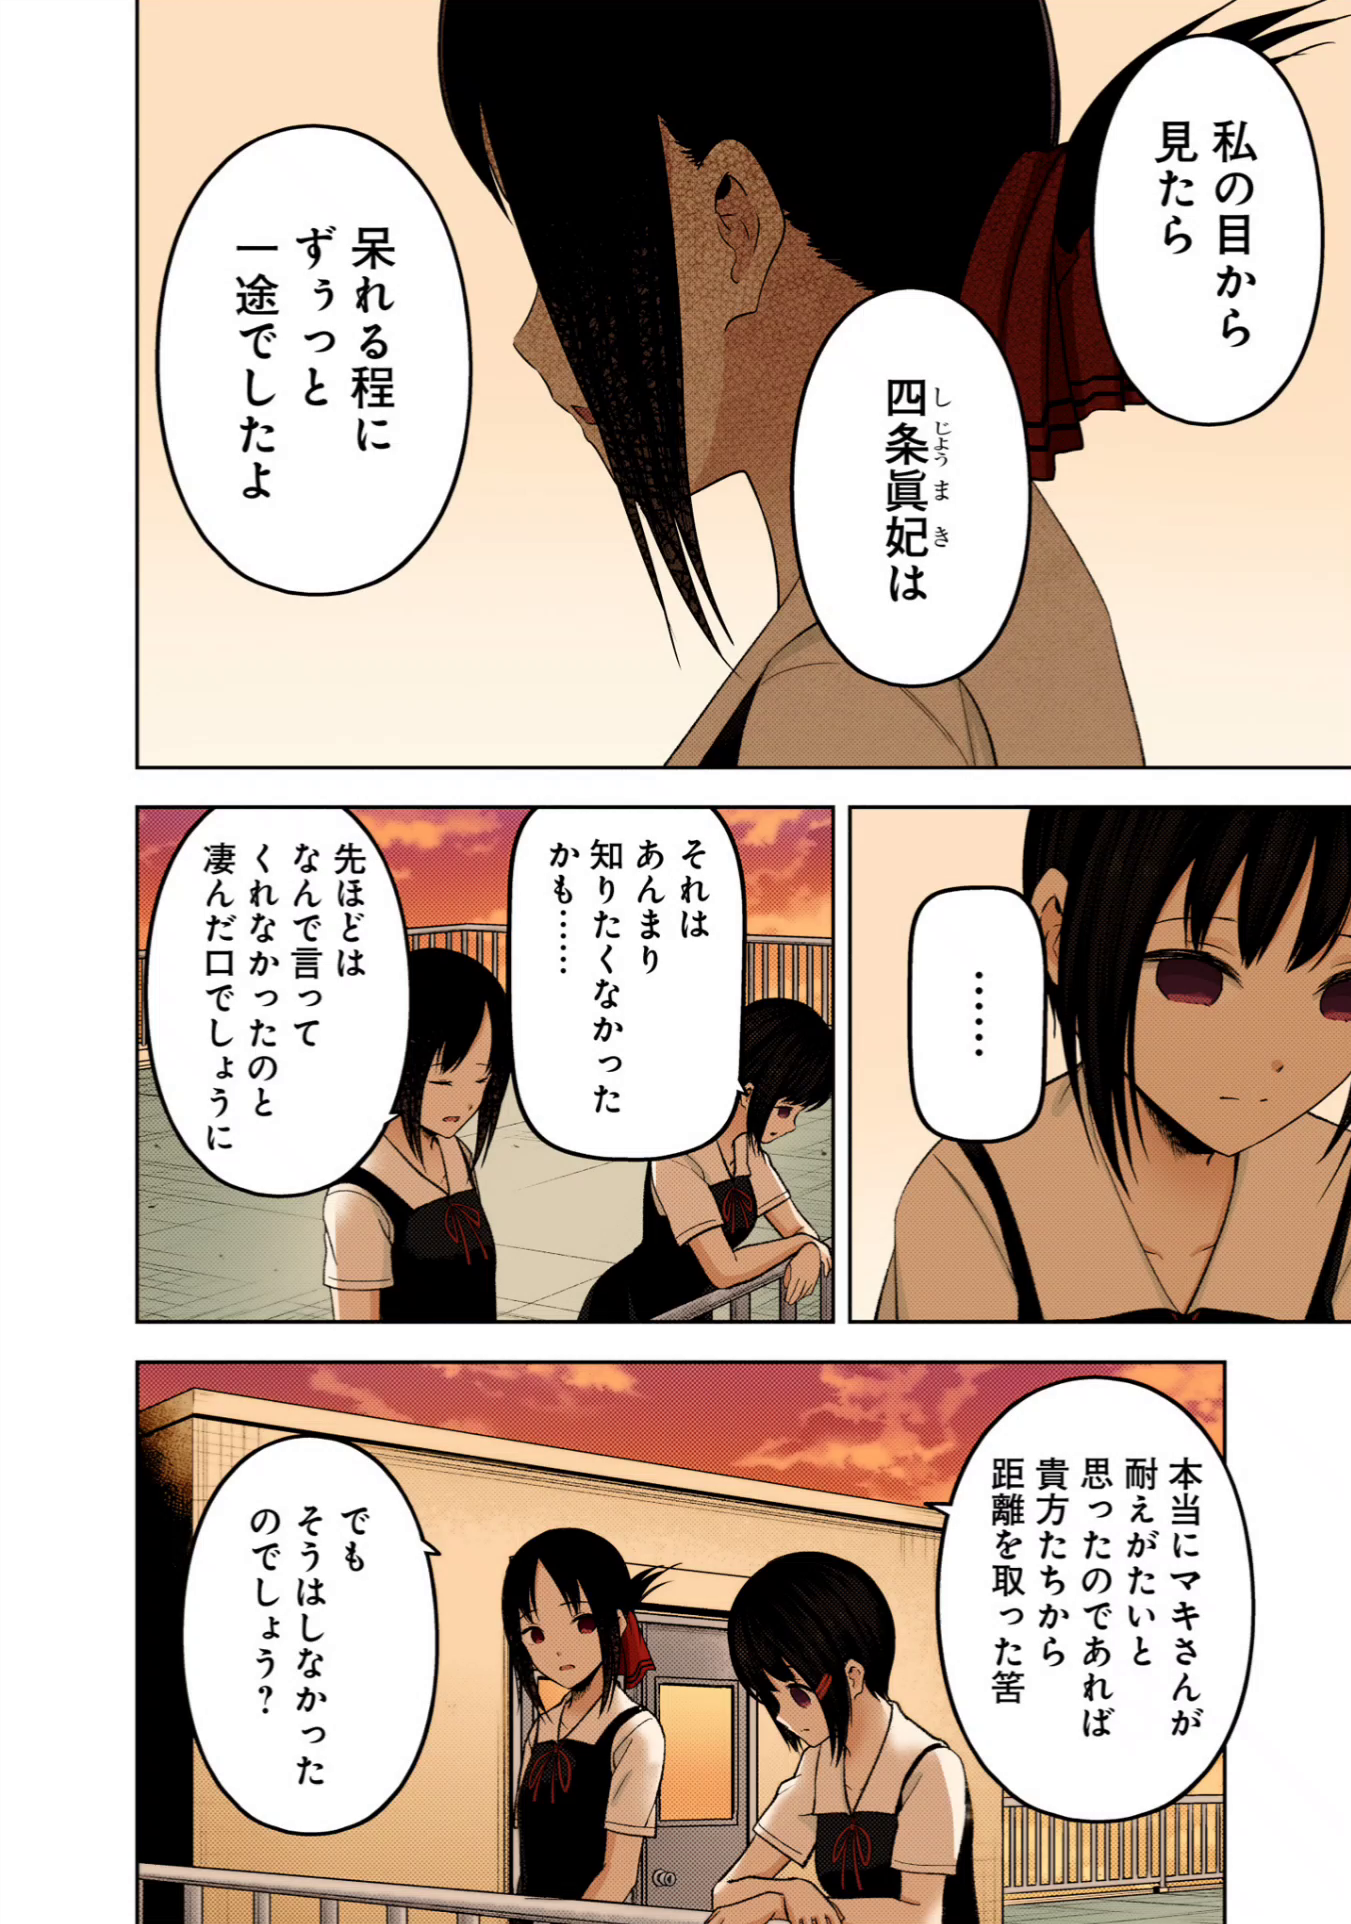 私の目から
見たら
四条眞妃は
しじょうまき
呆れる程に
ずぅっと
一途でしたよ
……
それは
あんまり
知りたくなかった
かも……
先ほどは
なんで言って
くれなかったのと
凄んだ口でしょうに
本当にマキさんが
耐えがたいと
思ったのであれば
貴方たちから
距離を取った筈
でも
そうはしなかった
のでしょう?